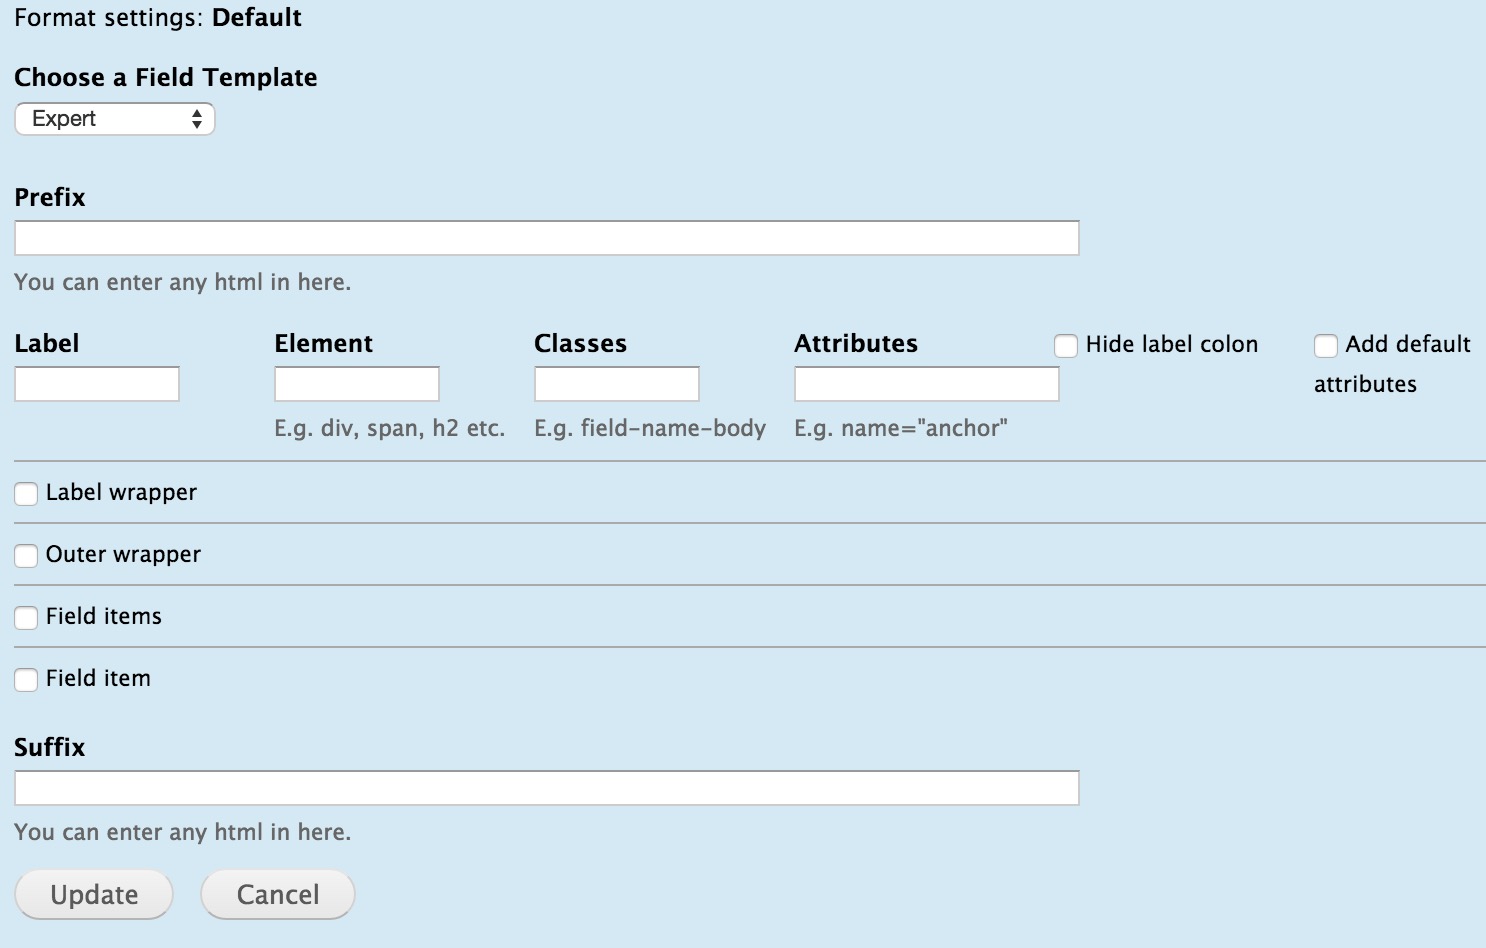 Format settings: Default
Choose a Field Template
Expert
Prefix
You can enter any html in here.
Label Element Classes Attributes Hide label colon Add default
attributes
E.g. div, span, h2 etc. E.g. field-name-body E.g. name="anchor"
Label wrapper
Outer wrapper
Field items
Field item
Suffix
You can enter any html in here.
Update Cancel